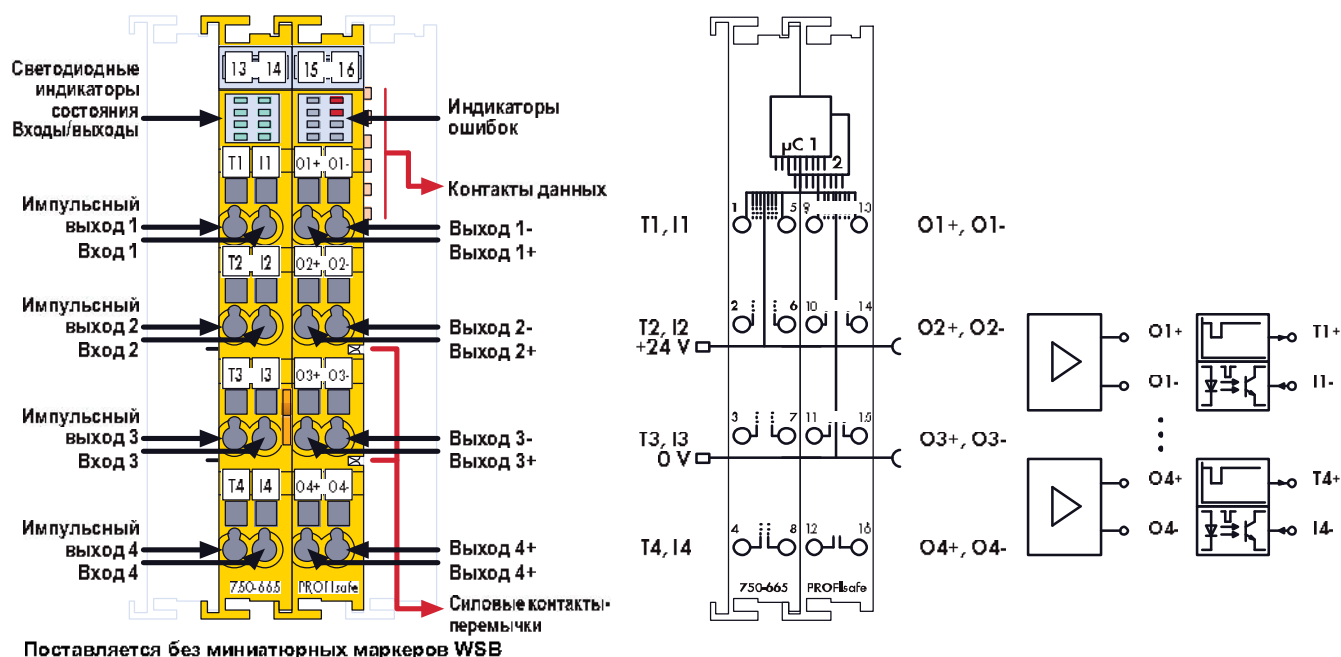 13 14 15 16
Светодиодные
индикаторы
состояния
Входы/выходы
Индикаторы
ошибок
T1 I1 O1+ O1-
Контакты данных
Импульсный
выход 1
Вход 1
Выход 1-
Выход 1+
T2 I2 O2+ O2-
Импульсный
выход 2
Вход 2
Выход 2-
Выход 2+
T3 I3 O3+ O3-
Импульсный
выход 3
Вход 3
Выход 3-
Выход 3+
T4 I4 O4+ O4-
Импульсный
выход 4
Вход 4
Выход 4+
Выход 4+
750-665 PROFIsafe
Силовые контакты-
перемычки
Поставляется без миниатюрных маркеров WSB
µC 1
2
T1, I1
1 5 9 13
O1+, O1-
T2, I2
+24 V
2 6 10 14
O2+, O2-
T3, I3
0 V
3 7 11 15
O3+, O3-
T4, I4
4 8 12 16
O4+, O4-
750-665 PROFIsafe
O1+ T1+
O1- I1-
O4+ T4+
O4- I4-